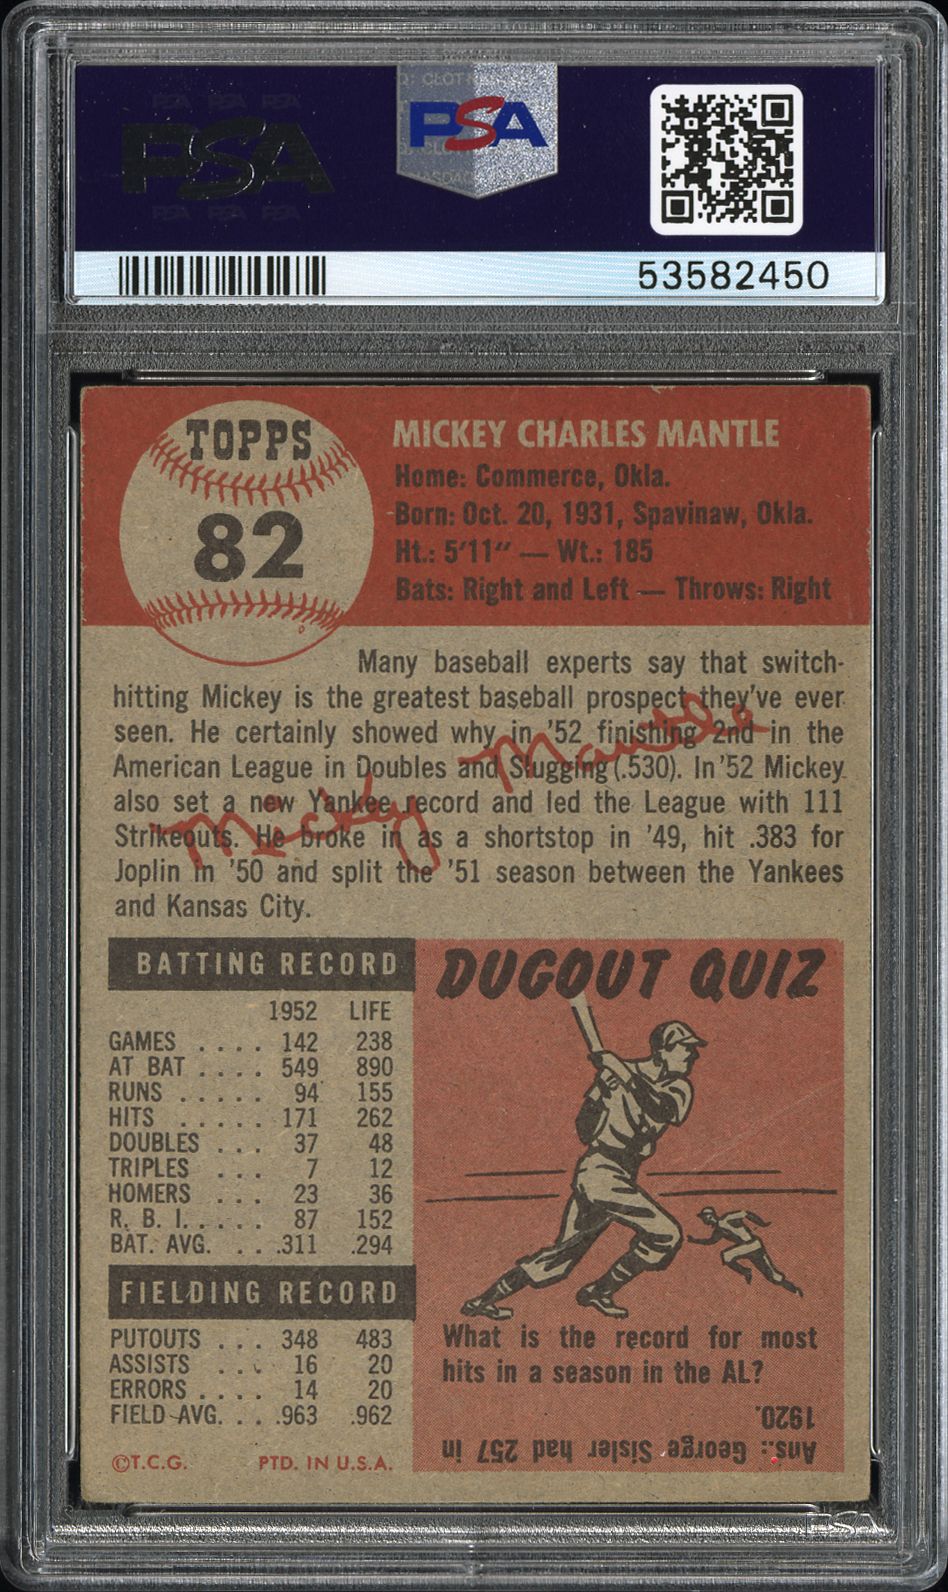 PSA PSA PSA
PSA
PSA PSA PSA
PSA
53582450
TOPPS
82
MICKEY CHARLES MANTLE
Home: Commerce, Okla.
Born: Oct. 20, 1931, Spavinaw, Okla.
Ht.: 5'11" — Wt.: 185
Bats: Right and Left — Throws: Right
Many baseball experts say that switch-
hitting Mickey is the greatest baseball prospect they've ever
seen. He certainly showed why in '52 finishing 2nd in the
American League in Doubles and Slugging (.530). In '52 Mickey
also set a new Yankee record and led the League with 111
Strikeouts. He broke in as a shortstop in '49, hit .383 for
Joplin in '50 and split the '51 season between the Yankees
and Kansas City.
Mickey Mantle
BATTING RECORD
1952 LIFE
GAMES .... 142 238
AT BAT .... 549 890
RUNS ..... 94 155
HITS ..... 171 262
DOUBLES ... 37 48
TRIPLES ... 7 12
HOMERS ... 23 36
R. B. I. .... 87 152
BAT. AVG. . . .311 .294
FIELDING RECORD
PUTOUTS ... 348 483
ASSISTS ... 16 20
ERRORS .... 14 20
FIELD AVG. . . .963 .962
©T.C.G. PTD. IN U.S.A.
DUGOUT QUIZ
What is the record for most
hits in a season in the AL?
Ans.: George Sisler had 257 in
1920.
PSA